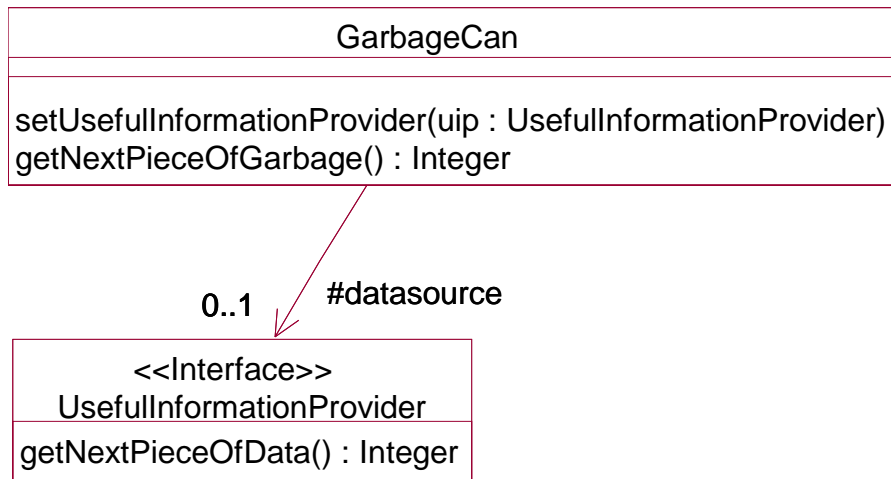 GarbageCan
setUsefulInformationProvider(uip : UsefulInformationProvider)
getNextPieceOfGarbage() : Integer
0..1
#datasource
<<Interface>>
UsefulInformationProvider
getNextPieceOfData() : Integer